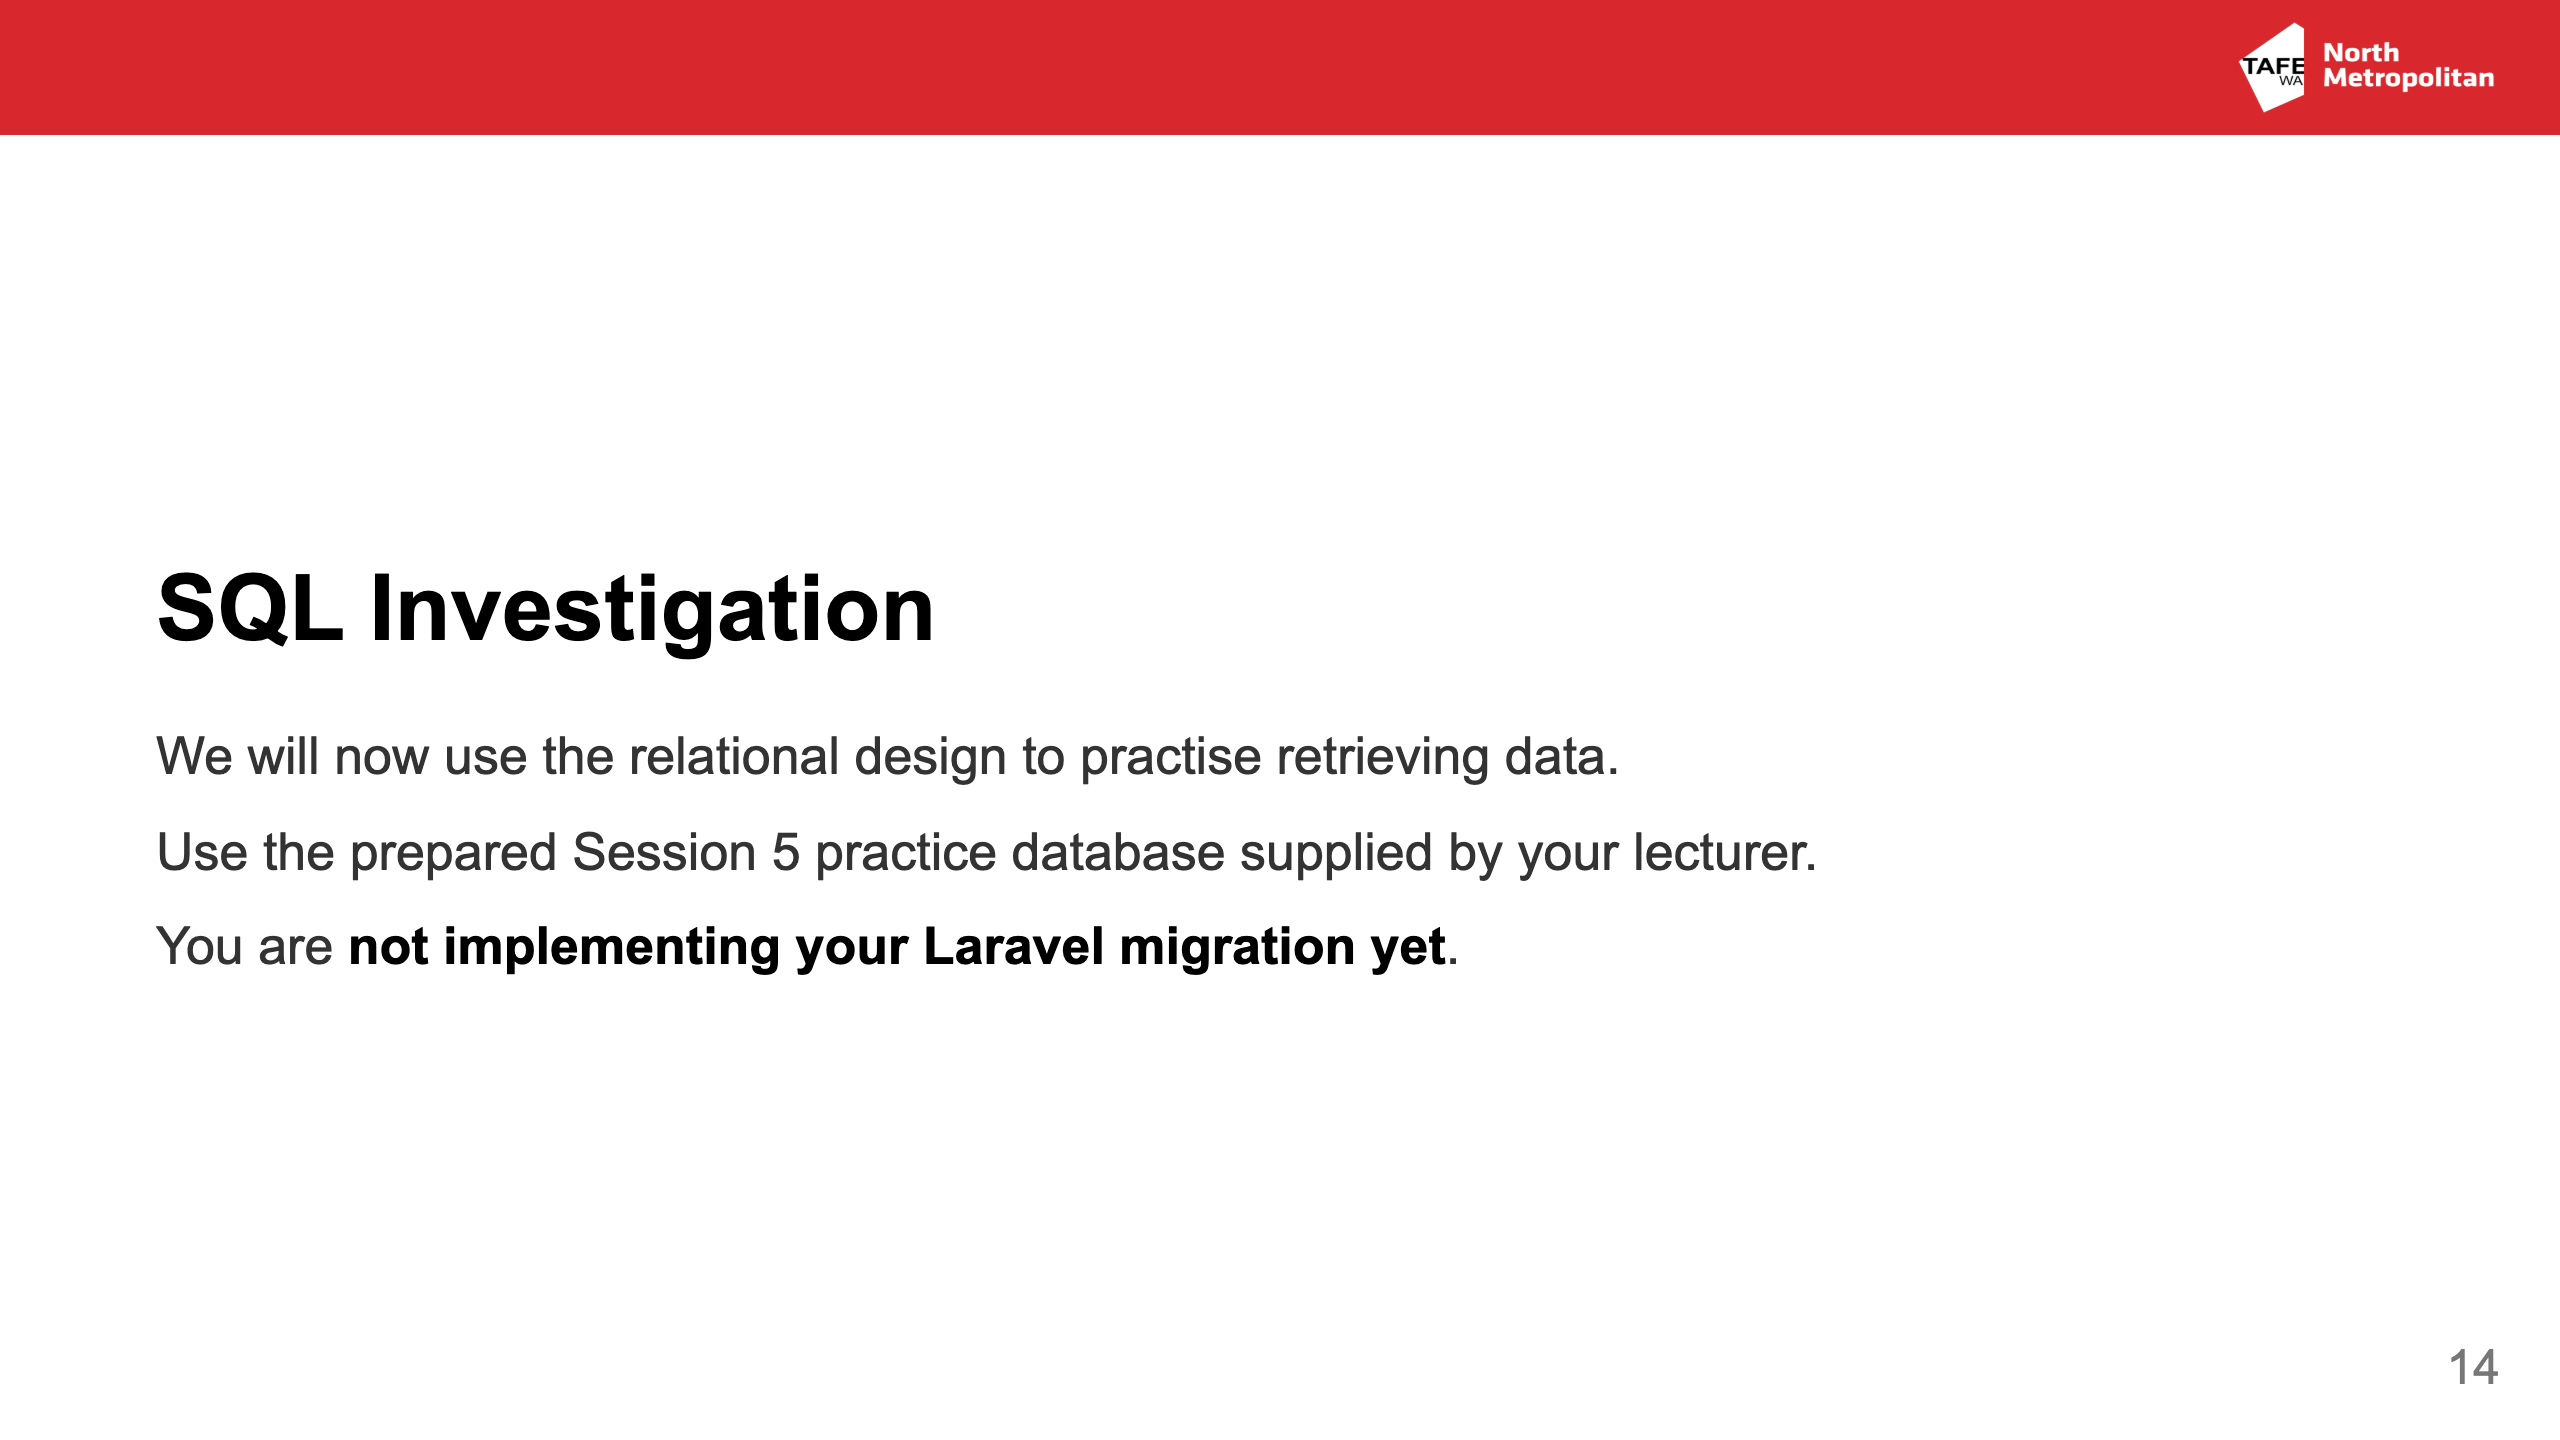 TAFE
WA
North
Metropolitan
SQL Investigation
We will now use the relational design to practise retrieving data.
Use the prepared Session 5 practice database supplied by your lecturer.
You are not implementing your Laravel migration yet.
14